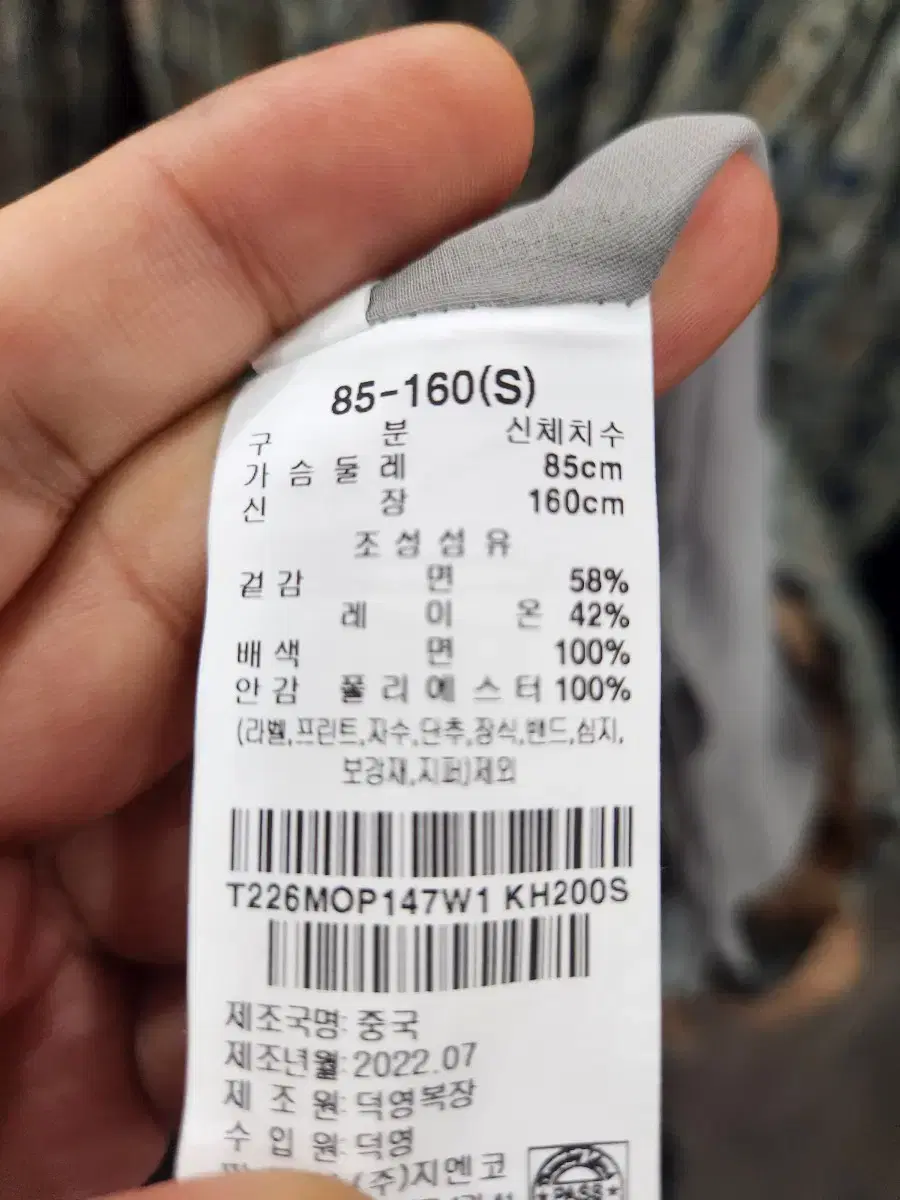 85-160(S)
구 분 신체치수
가 슴 둘 레 85cm
신 장 160cm
조 성 섬 유
겉 감 면 58%
레 이 온 42%
배 색 면 100%
안 감 폴 리 에 스 터 100%
(라벨,프린트,자수,단추,장식,밴드,심지,
보강재,지퍼)제외
T226MOP147W1 KH200S
제조국명: 중국
제조년월: 2022.07
제 조 원: 덕영복장
수 입 원: 덕영
(주)지엔코
PASS